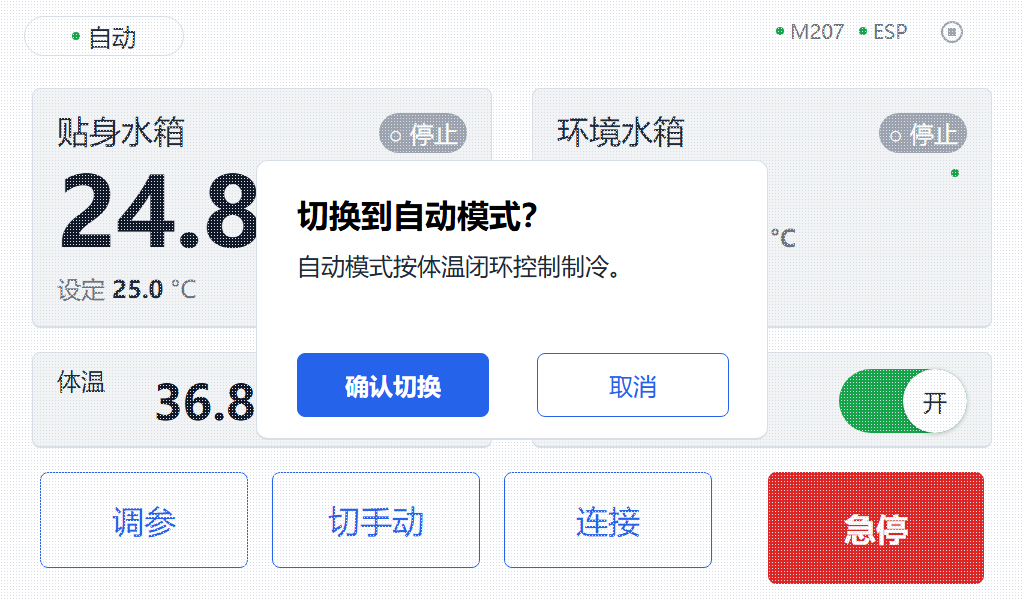 自动
M207
ESP
贴身水箱
停止
环境水箱
停止
24.8
°C
设定 25.0 °C
切换到自动模式？
自动模式按体温闭环控制制冷。
确认切换
取消
体温
36.8
开
调参
切手动
连接
急停